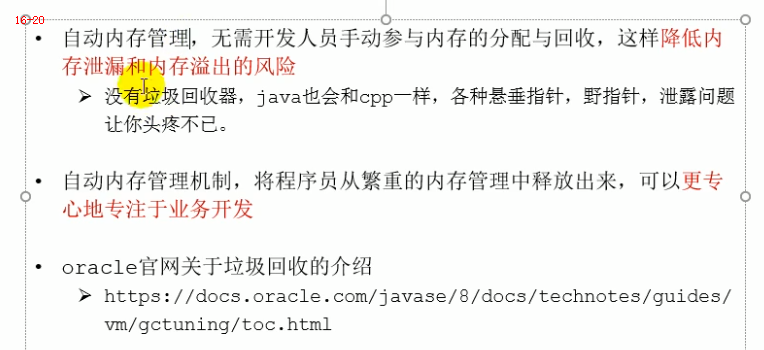 16:20
• 自动内存管理，无需开发人员手动参与内存的分配与回收，这样降低内
存泄漏和内存溢出的风险
➢ 没有垃圾回收器，java也会和cpp一样，各种悬垂指针，野指针，泄露问题
让你头疼不已。
• 自动内存管理机制，将程序员从繁重的内存管理中释放出来，可以更专
心地专注于业务开发
• oracle官网关于垃圾回收的介绍
➢ https://docs.oracle.com/javase/8/docs/technotes/guides/
vm/gctuning/toc.html